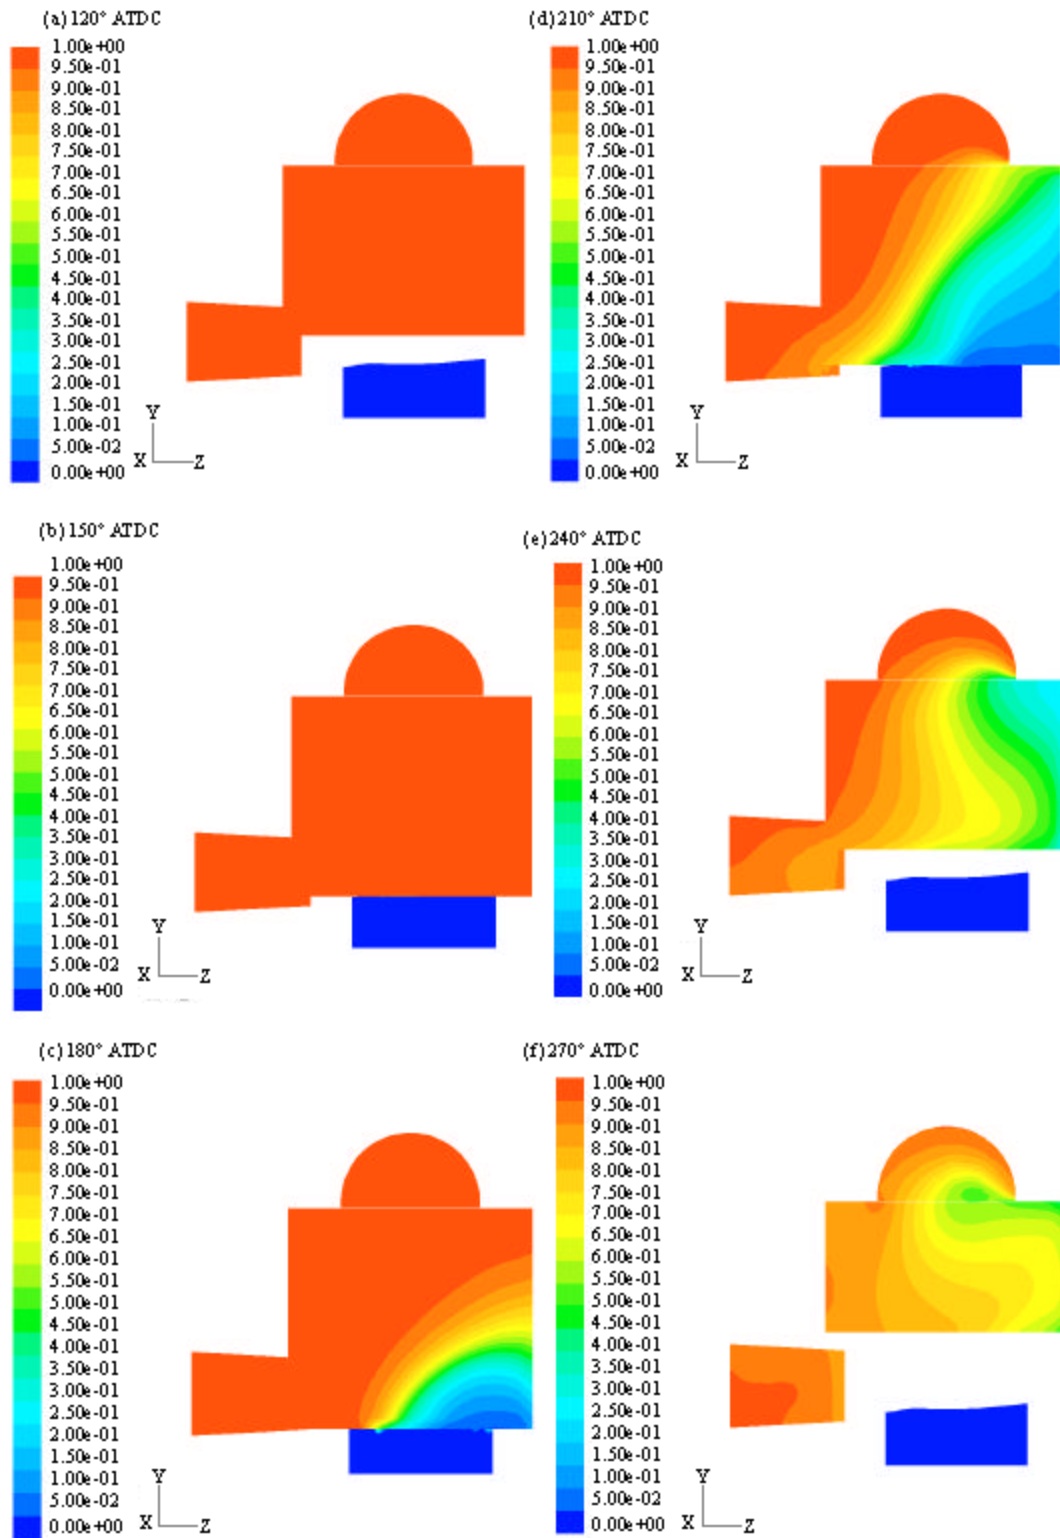 (a)120° ATDC
1.00e+00
9.50e-01
9.00e-01
8.50e-01
8.00e-01
7.50e-01
7.00e-01
6.50e-01
6.00e-01
5.50e-01
5.00e-01
4.50e-01
4.00e-01
3.50e-01
3.00e-01
2.50e-01
2.00e-01
1.50e-01
1.00e-01
5.00e-02
0.00e+00
Y
X Z
(d)210° ATDC
1.00e+00
9.50e-01
9.00e-01
8.50e-01
8.00e-01
7.50e-01
7.00e-01
6.50e-01
6.00e-01
5.50e-01
5.00e-01
4.50e-01
4.00e-01
3.50e-01
3.00e-01
2.50e-01
2.00e-01
1.50e-01
1.00e-01
5.00e-02
0.00e+00
Y
X Z
(b)150° ATDC
1.00e+00
9.50e-01
9.00e-01
8.50e-01
8.00e-01
7.50e-01
7.00e-01
6.50e-01
6.00e-01
5.50e-01
5.00e-01
4.50e-01
4.00e-01
3.50e-01
3.00e-01
2.50e-01
2.00e-01
1.50e-01
1.00e-01
5.00e-02
0.00e+00
Y
X Z
(e)240° ATDC
1.00e+00
9.50e-01
9.00e-01
8.50e-01
8.00e-01
7.50e-01
7.00e-01
6.50e-01
6.00e-01
5.50e-01
5.00e-01
4.50e-01
4.00e-01
3.50e-01
3.00e-01
2.50e-01
2.00e-01
1.50e-01
1.00e-01
5.00e-02
0.00e+00
Y
X Z
(c)180° ATDC
1.00e+00
9.50e-01
9.00e-01
8.50e-01
8.00e-01
7.50e-01
7.00e-01
6.50e-01
6.00e-01
5.50e-01
5.00e-01
4.50e-01
4.00e-01
3.50e-01
3.00e-01
2.50e-01
2.00e-01
1.50e-01
1.00e-01
5.00e-02
0.00e+00
Y
X Z
(f)270° ATDC
1.00e+00
9.50e-01
9.00e-01
8.50e-01
8.00e-01
7.50e-01
7.00e-01
6.50e-01
6.00e-01
5.50e-01
5.00e-01
4.50e-01
4.00e-01
3.50e-01
3.00e-01
2.50e-01
2.00e-01
1.50e-01
1.00e-01
5.00e-02
0.00e+00
Y
X Z